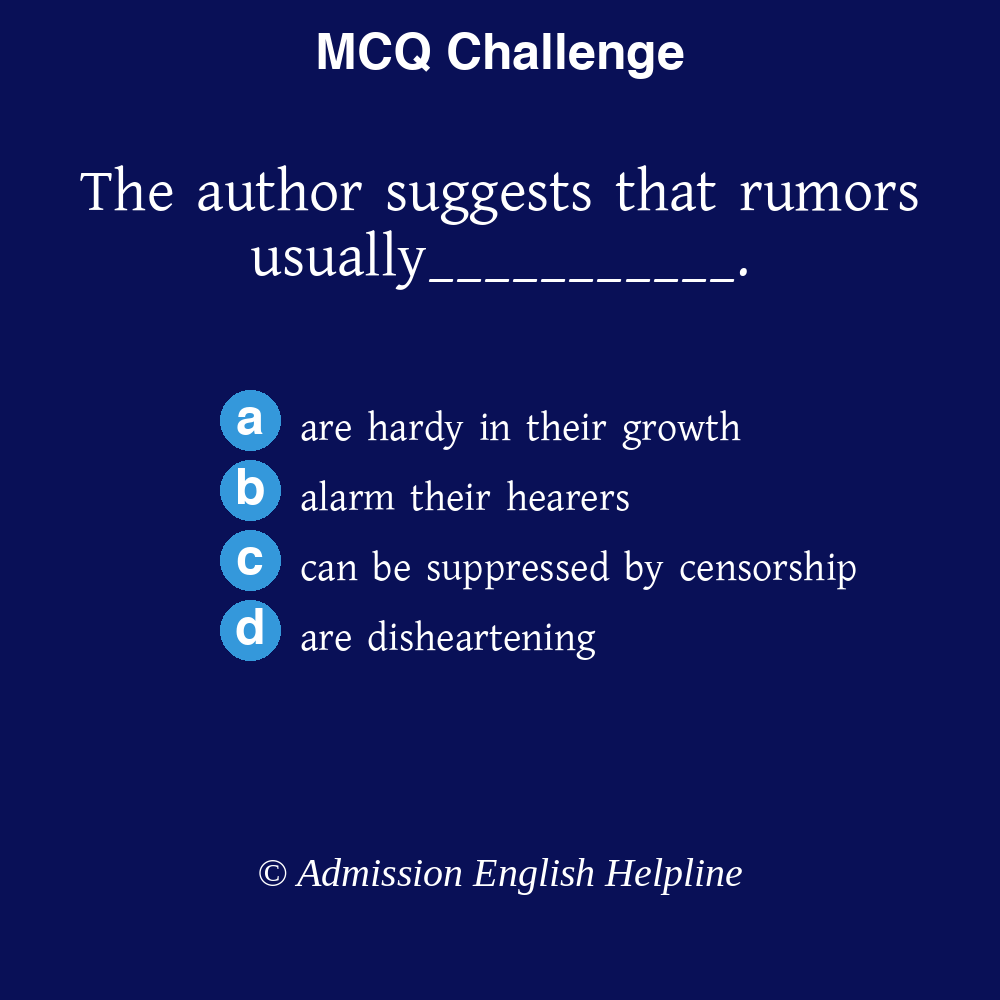 MCQ Challenge
The author suggests that rumors
usually___________.
a are hardy in their growth
b alarm their hearers
c can be suppressed by censorship
d are disheartening
© Admission English Helpline